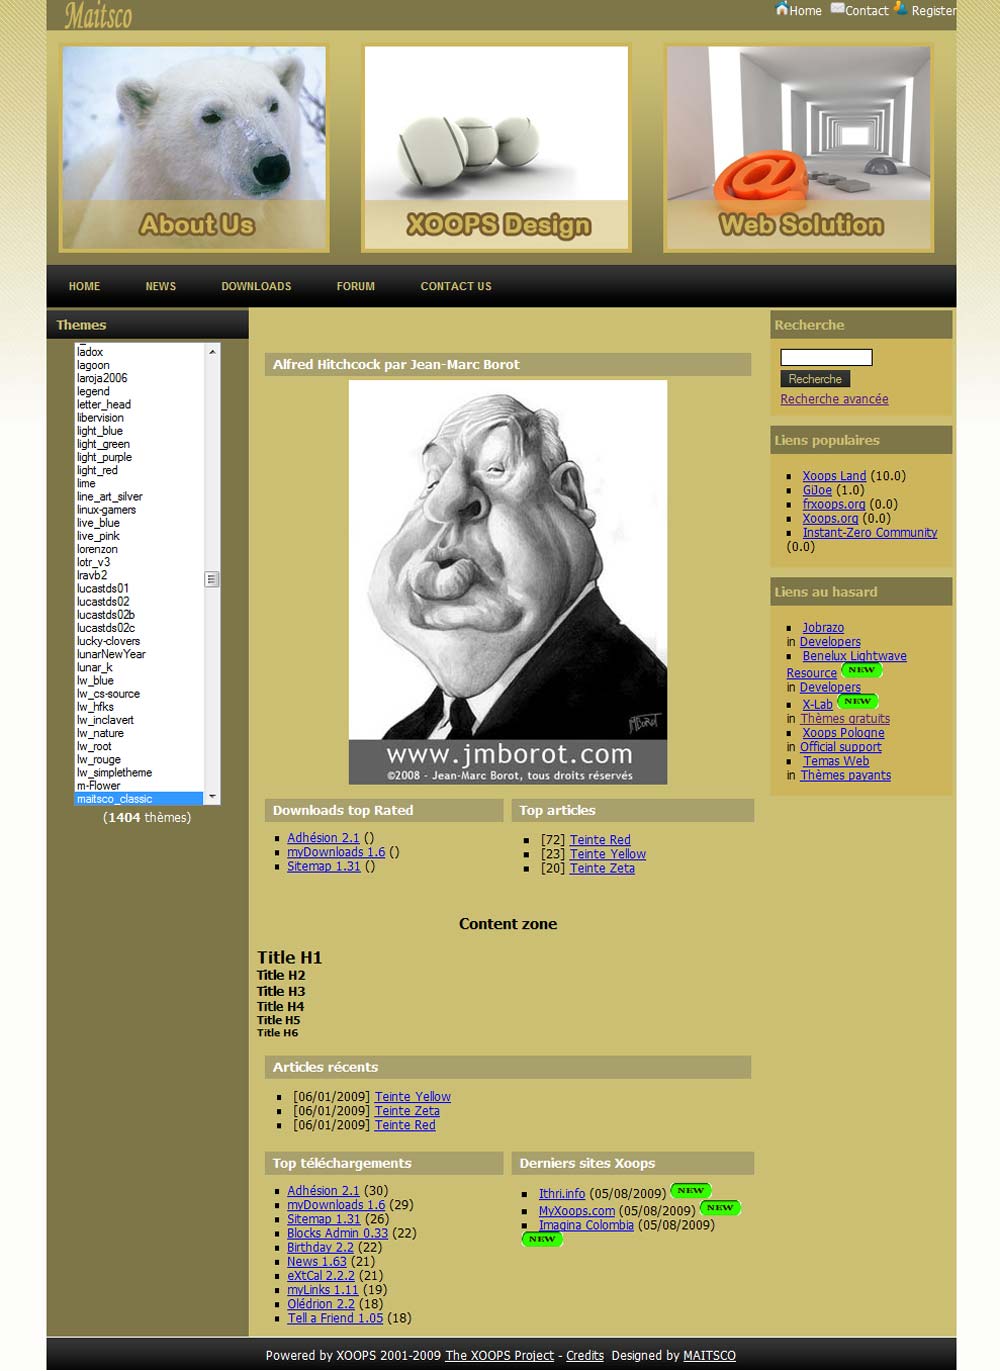 Maitsco
Home Contact Register
About Us
XOOPS Design
Web Solution
HOME NEWS DOWNLOADS FORUM CONTACT US
Themes
ladox
lagoon
laroja2006
legend
letter_head
libervision
light_blue
light_green
light_purple
light_red
lime
line_art_silver
linux-gamers
live_blue
live_pink
lorenzon
lotr_v3
lravb2
lucastds01
lucastds02
lucastds02b
lucastds02c
lucky-clovers
lunarNewYear
lunar_k
lw_blue
lw_cs-source
lw_hfks
lw_inclavert
lw_nature
lw_root
lw_rouge
lw_simpletheme
m-Flower
maitsco_classic
(1404 thèmes)
Alfred Hitchcock par Jean-Marc Borot
JMBorot
www.jmborot.com
©2008 - Jean-Marc Borot, tous droits réservés
Downloads top Rated
Adhésion 2.1 ()
myDownloads 1.6 ()
Sitemap 1.31 ()
Top articles
[72] Teinte Red
[23] Teinte Yellow
[20] Teinte Zeta
Content zone
Title H1
Title H2
Title H3
Title H4
Title H5
Title H6
Articles récents
[06/01/2009] Teinte Yellow
[06/01/2009] Teinte Zeta
[06/01/2009] Teinte Red
Top téléchargements
Adhésion 2.1 (30)
myDownloads 1.6 (29)
Sitemap 1.31 (26)
Blocks Admin 0.33 (22)
Birthday 2.2 (22)
News 1.63 (21)
eXtCal 2.2.2 (21)
myLinks 1.11 (19)
Olédrion 2.2 (18)
Tell a Friend 1.05 (18)
Derniers sites Xoops
Ithri.info (05/08/2009) NEW
MyXoops.com (05/08/2009) NEW
Imagina Colombia (05/08/2009)
NEW
Recherche
Recherche
Recherche avancée
Liens populaires
Xoops Land (10.0)
GiJoe (1.0)
frxoops.org (0.0)
Xoops.org (0.0)
Instant-Zero Community
(0.0)
Liens au hasard
Jobrazo
in Developers
Benelux Lightwave
Resource NEW
in Developers
X-Lab NEW
in Thèmes gratuits
Xoops Pologne
in Official support
Temas Web
in Thèmes payants
Powered by XOOPS 2001-2009 The XOOPS Project - Credits Designed by MAITSCO